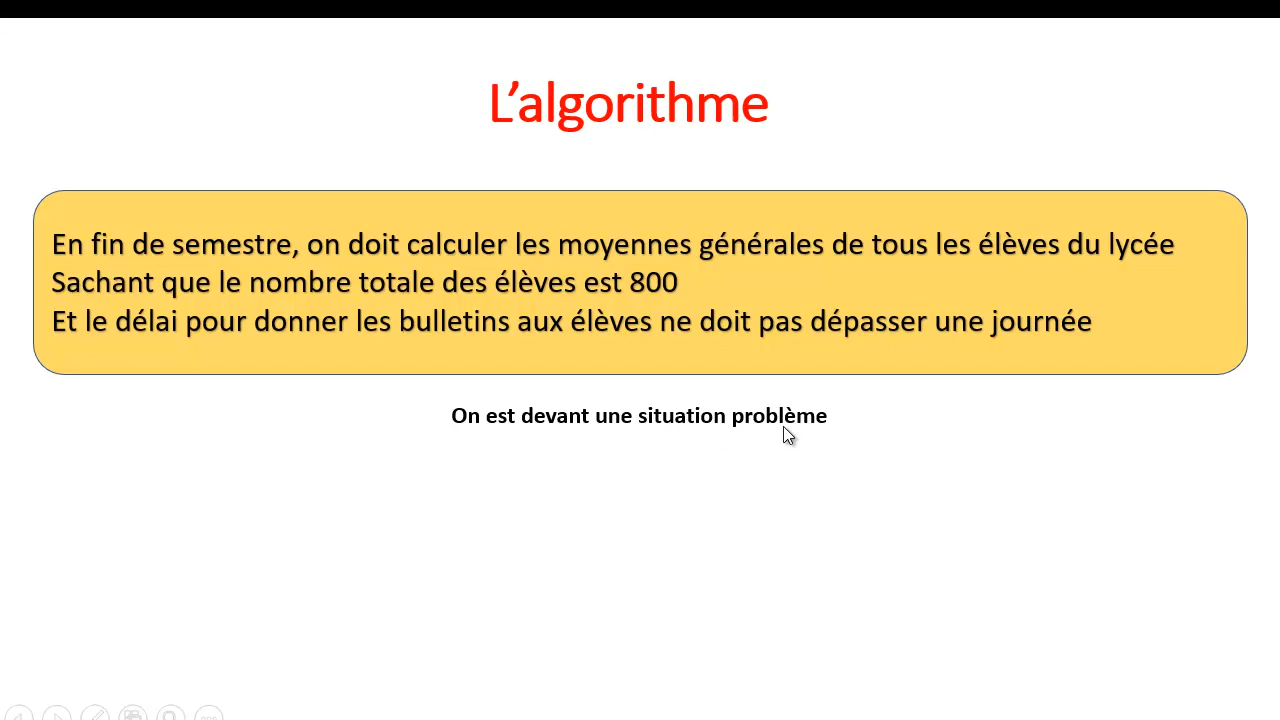 L’algorithme
En fin de semestre, on doit calculer les moyennes générales de tous les élèves du lycée
Sachant que le nombre totale des élèves est 800
Et le délai pour donner les bulletins aux élèves ne doit pas dépasser une journée
On est devant une situation problème